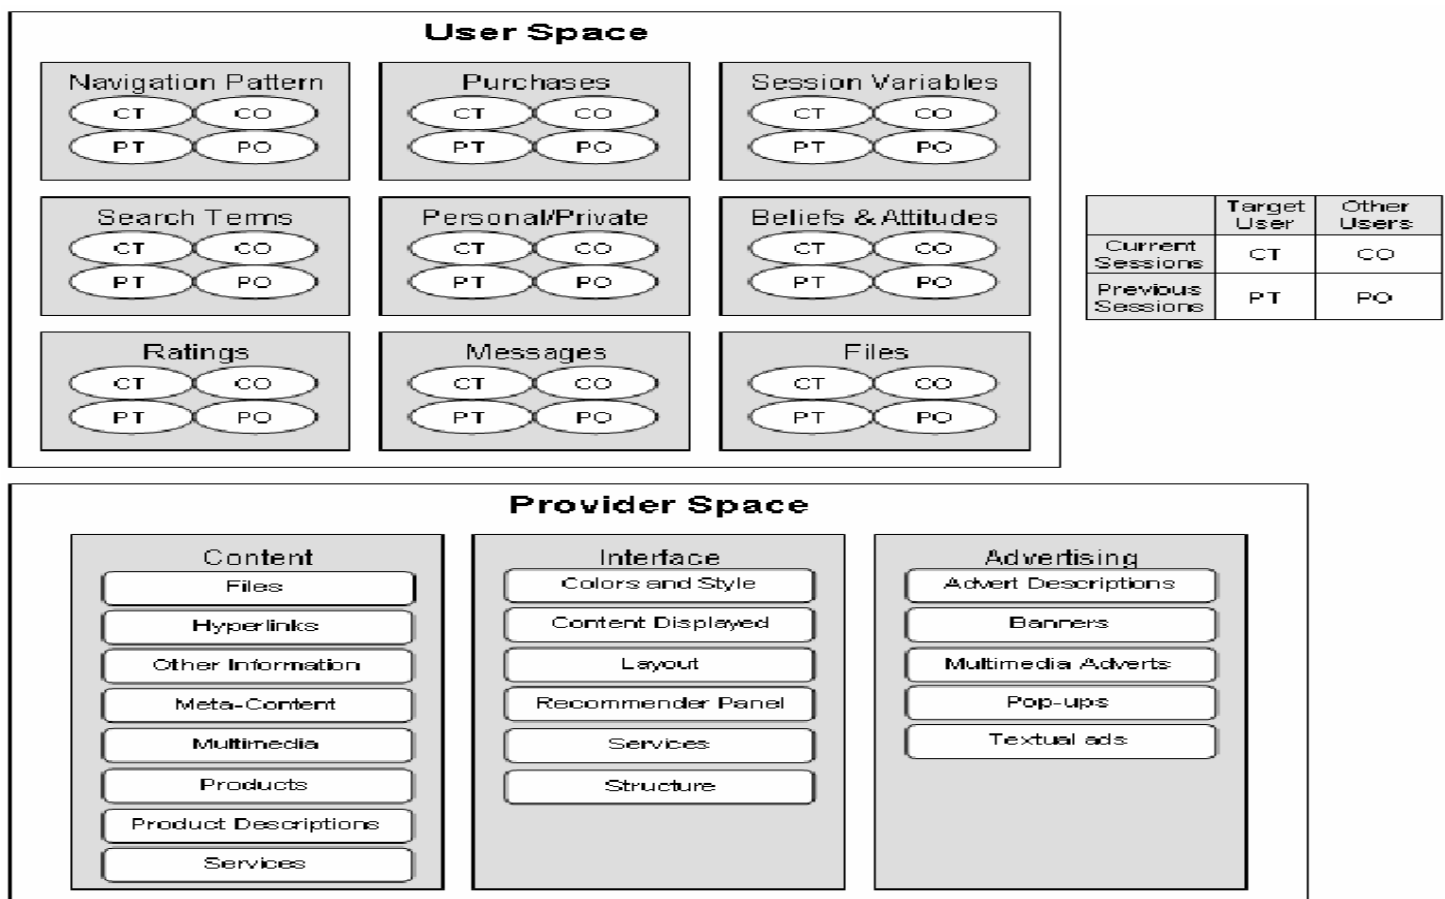 User Space
Navigation Pattern
CT CO
PT PO
Purchases
CT CO
PT PO
Session Variables
CT CO
PT PO
Search Terms
CT CO
PT PO
Personal/Private
CT CO
PT PO
Beliefs & Attitudes
CT CO
PT PO
Ratings
CT CO
PT PO
Messages
CT CO
PT PO
Files
CT CO
PT PO
Target Other
User Users
Current
Sessions
CT CO
Previous
Sessions
PT PO
Provider Space
Content
Files
Hyperlinks
Other Information
Meta-Content
Multimedia
Products
Product Descriptions
Services
Interface
Colors and Style
Content Displayed
Layout
Recommender Panel
Services
Structure
Advertising
Advert Descriptions
Banners
Multimedia Adverts
Pop-ups
Textual ads